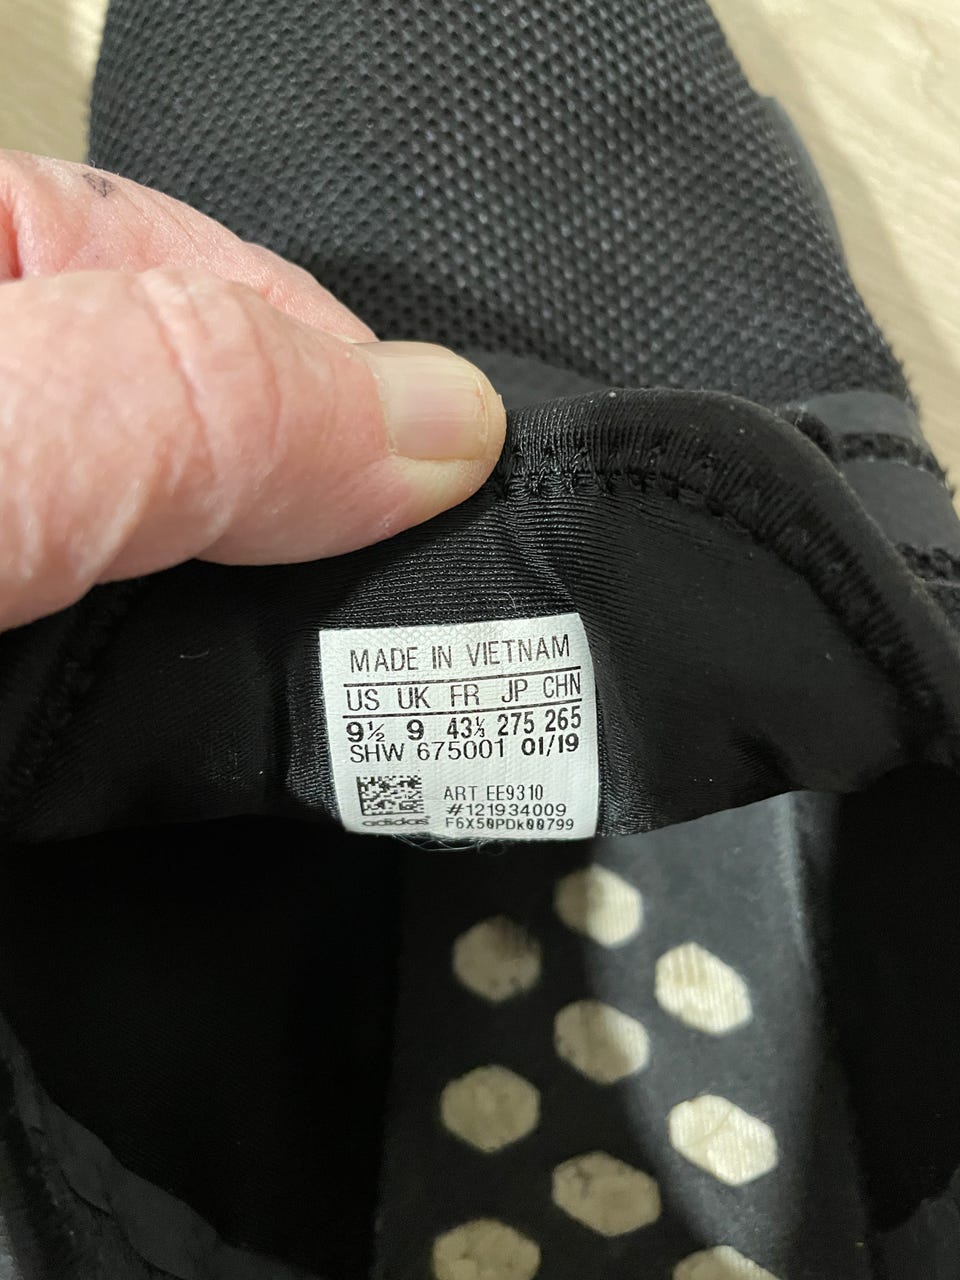 MADE IN VIETNAM
US UK FR JP CHN
9½ 9 43⅓ 275 265
SHW 675001 01/19
ART EE9310
#121934009
adidas F6X50PDk00799